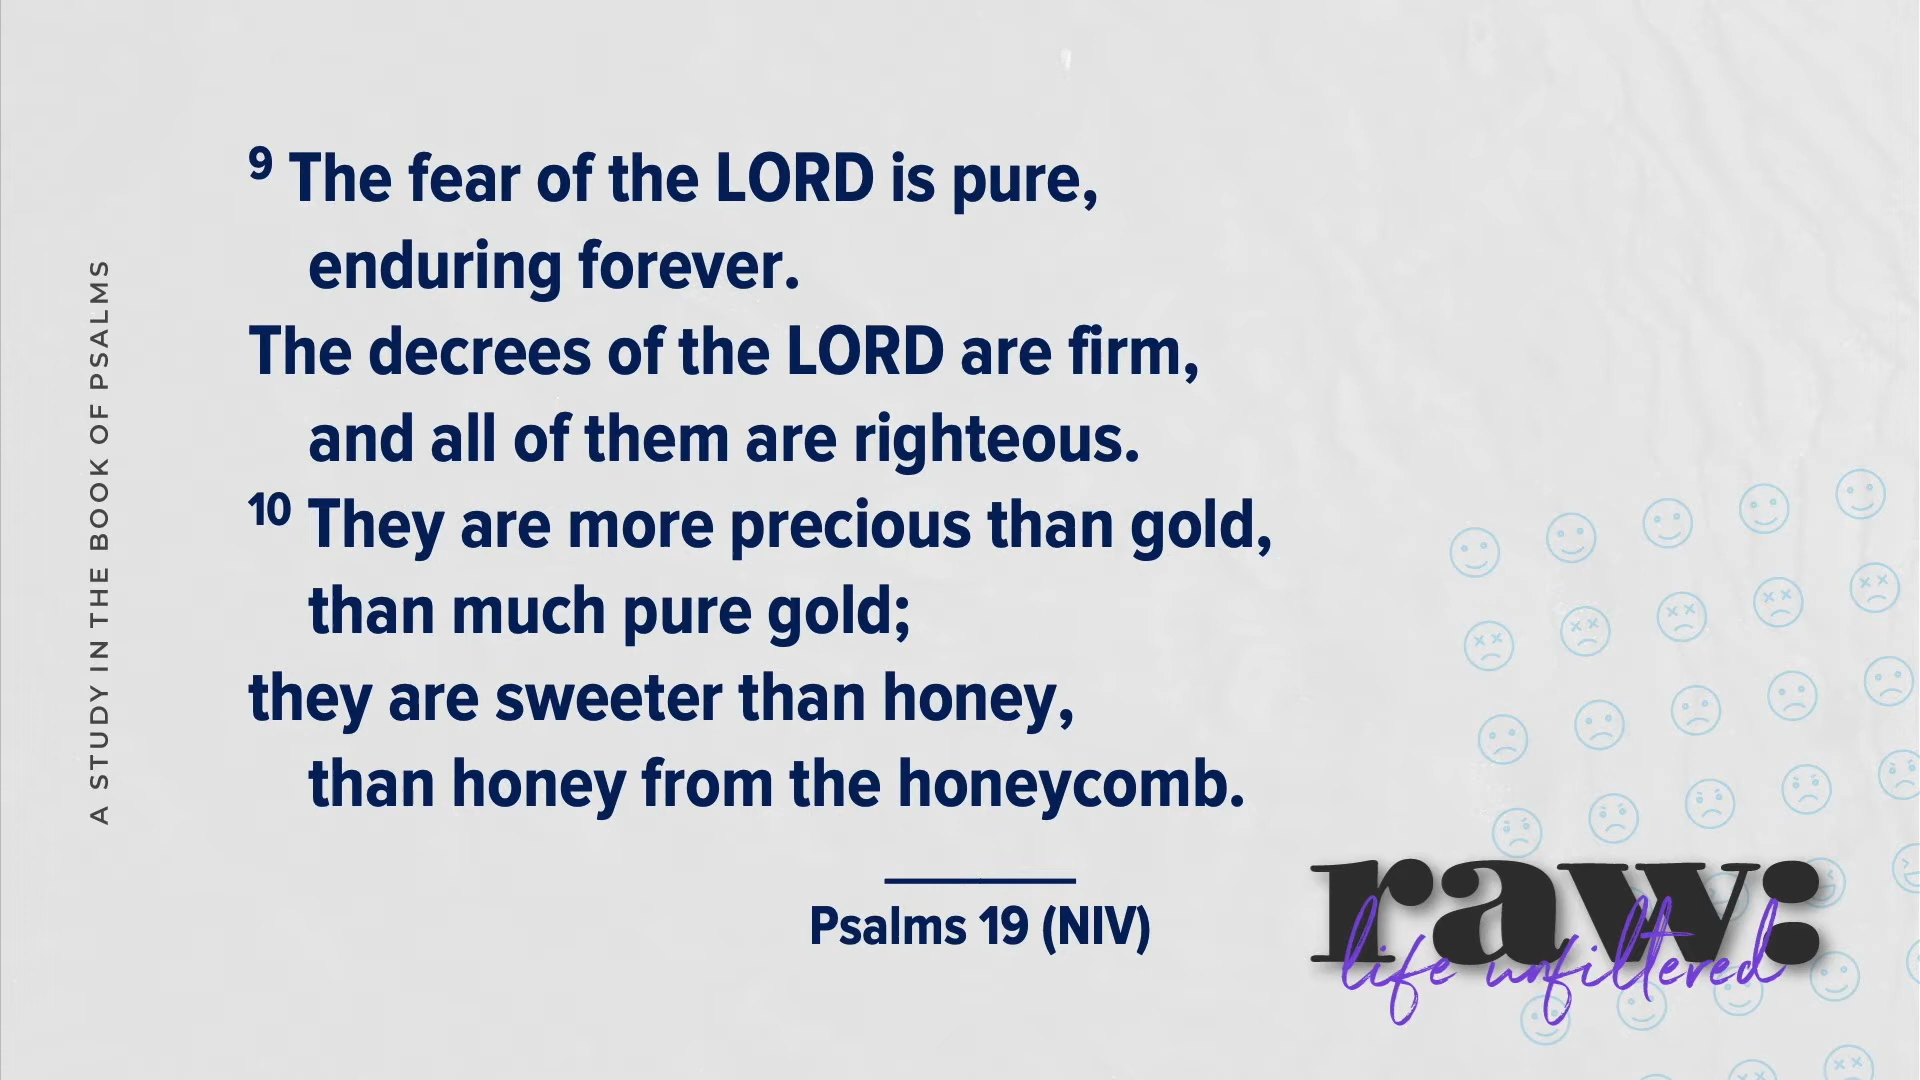 A STUDY IN THE BOOK OF PSALMS
9 The fear of the LORD is pure,
enduring forever.
The decrees of the LORD are firm,
and all of them are righteous.
10 They are more precious than gold,
than much pure gold;
they are sweeter than honey,
than honey from the honeycomb.
Psalms 19 (NIV)
raw:
life unfiltered